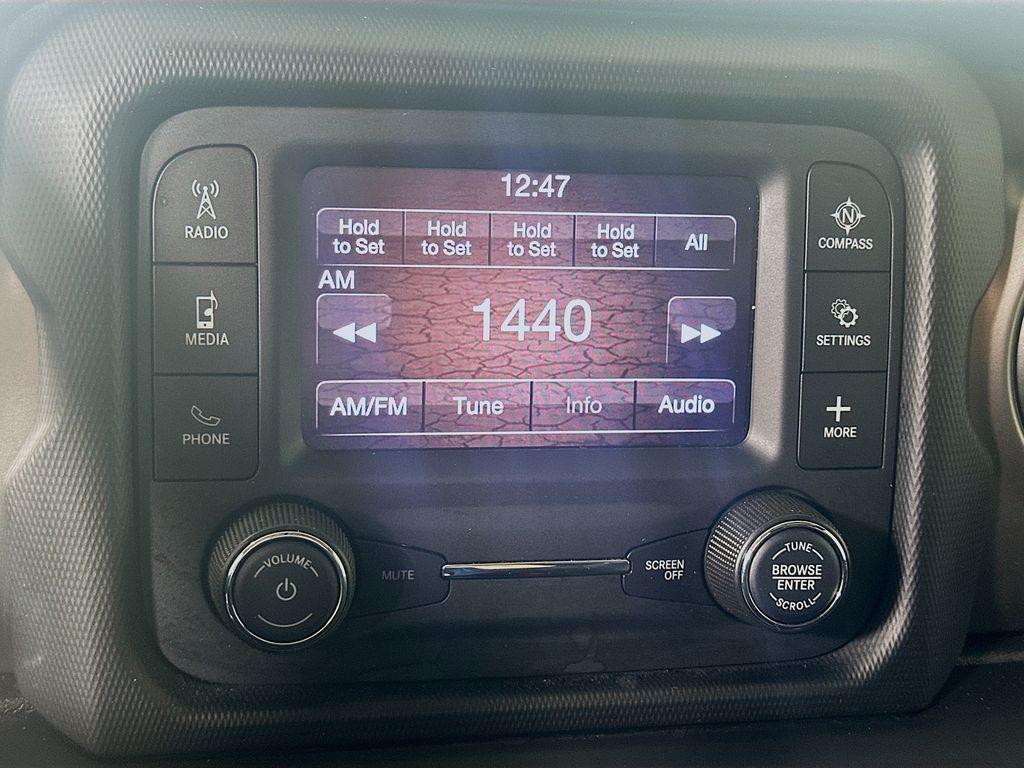 12:47
RADIO
Hold
to Set
Hold
to Set
Hold
to Set
Hold
to Set
All
N
COMPASS
AM
1440
MEDIA
SETTINGS
AM/FM
Tune
Info
Audio
PHONE
MORE
VOLUME
MUTE
SCREEN
OFF
TUNE
BROWSE
ENTER
SCROLL